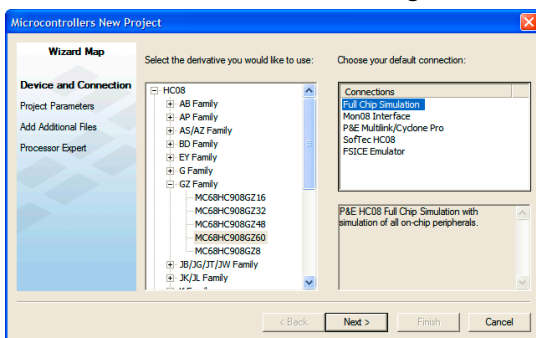 Microcontrollers New Project
Wizard Map
Device and Connection
Project Parameters
Add Additional Files
Processor Expert
Select the derivative you would like to use:
HC08
AB Family
AP Family
AS/AZ Family
BD Family
EY Family
G Family
GZ Family
MC68HC908GZ16
MC68HC908GZ32
MC68HC908GZ48
MC68HC908GZ60
MC68HC908GZ8
JB/JG/JT/JW Family
JK/JL Family
Choose your default connection:
Connections
Full Chip Simulation
Mon08 Interface
P&E Multilink/Cyclone Pro
SofTec HC08
FSICE Emulator
P&E HC08 Full Chip Simulation with
simulation of all on-chip peripherals.
< Back
Next >
Finish
Cancel